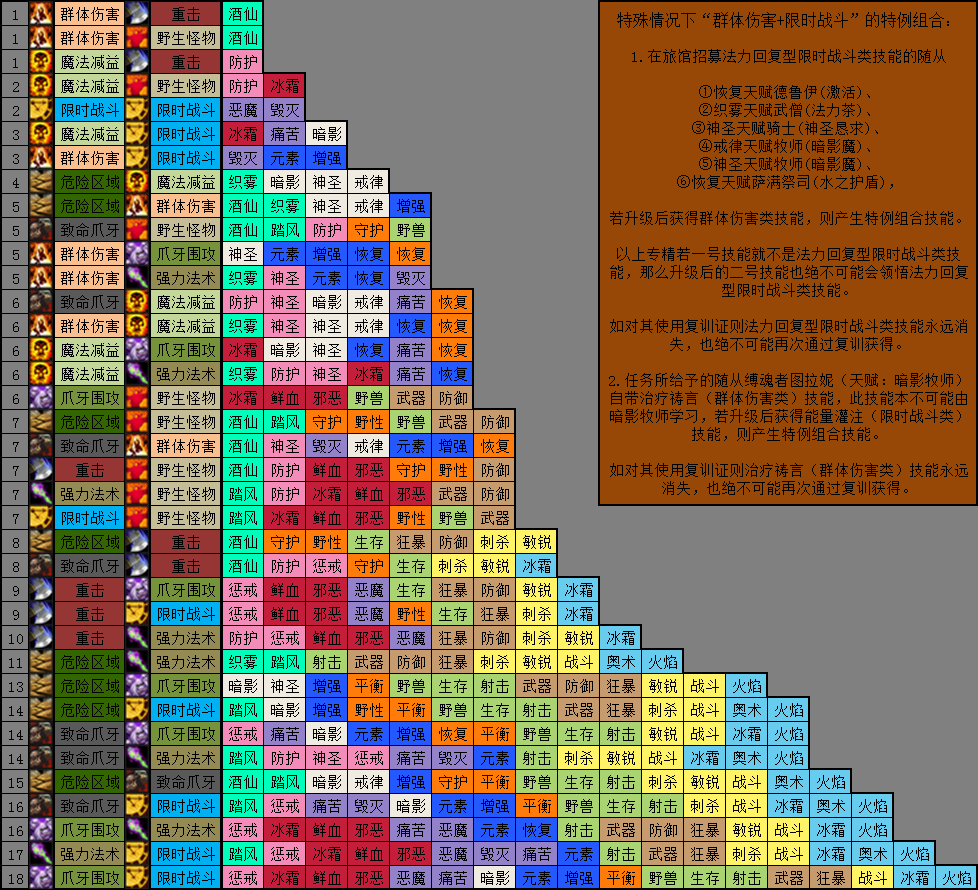 1 群体伤害 重击 酒仙
1 群体伤害 野生怪物 酒仙
1 魔法减益 重击 防护
2 魔法减益 野生怪物 防护 冰霜
2 限时战斗 限时战斗 恶魔 毁灭
3 魔法减益 限时战斗 冰霜 痛苦 暗影
3 群体伤害 限时战斗 毁灭 元素 增强
4 危险区域 魔法减益 织雾 暗影 神圣 戒律
5 危险区域 群体伤害 酒仙 织雾 神圣 戒律 增强
5 致命爪牙 野生怪物 酒仙 踏风 防护 守护 野兽
5 群体伤害 爪牙围攻 神圣 元素 增强 恢复 恢复
5 群体伤害 强力法术 织雾 神圣 元素 恢复 毁灭
6 致命爪牙 魔法减益 防护 神圣 暗影 戒律 痛苦 恢复
6 群体伤害 魔法减益 织雾 神圣 神圣 戒律 恢复 恢复
6 魔法减益 爪牙围攻 冰霜 暗影 神圣 恢复 痛苦 恢复
6 魔法减益 强力法术 织雾 防护 神圣 冰霜 痛苦 恢复
6 爪牙围攻 野生怪物 惩戒 鲜血 邪恶 野兽 武器 防御
7 危险区域 野生怪物 酒仙 踏风 守护 野性 野兽 武器 防御
7 致命爪牙 群体伤害 酒仙 神圣 毁灭 戒律 元素 增强 恢复
7 重击 野生怪物 酒仙 防护 鲜血 邪恶 守护 野性 防御
7 强力法术 野生怪物 踏风 防护 冰霜 鲜血 邪恶 武器 防御
7 限时战斗 野生怪物 踏风 冰霜 鲜血 邪恶 野性 野兽 武器
8 危险区域 重击 酒仙 守护 野性 生存 狂暴 防御 刺杀 敏锐
8 致命爪牙 重击 酒仙 防护 惩戒 守护 生存 刺杀 敏锐 冰霜
9 重击 爪牙围攻 惩戒 鲜血 邪恶 恶魔 生存 狂暴 防御 敏锐 冰霜
9 重击 限时战斗 惩戒 鲜血 邪恶 恶魔 野性 生存 狂暴 刺杀 冰霜
10 重击 强力法术 防护 惩戒 鲜血 邪恶 恶魔 狂暴 防御 刺杀 敏锐 冰霜
11 危险区域 强力法术 织雾 踏风 射击 武器 防御 狂暴 刺杀 敏锐 战斗 奥术 火焰
13 危险区域 爪牙围攻 暗影 神圣 增强 平衡 野兽 生存 射击 武器 防御 狂暴 敏锐 战斗 火焰
14 危险区域 限时战斗 踏风 暗影 增强 野性 平衡 野兽 生存 射击 武器 狂暴 刺杀 战斗 奥术 火焰
14 致命爪牙 爪牙围攻 惩戒 痛苦 暗影 元素 增强 恢复 平衡 野兽 生存 射击 敏锐 战斗 冰霜 火焰
14 致命爪牙 强力法术 踏风 防护 神圣 惩戒 痛苦 毁灭 元素 射击 刺杀 敏锐 战斗 冰霜 奥术 火焰
15 危险区域 致命爪牙 酒仙 踏风 暗影 戒律 增强 守护 平衡 野兽 生存 射击 刺杀 敏锐 战斗 奥术 火焰
16 致命爪牙 限时战斗 踏风 惩戒 痛苦 毁灭 暗影 元素 增强 平衡 野兽 生存 射击 刺杀 战斗 冰霜 奥术 火焰
16 爪牙围攻 强力法术 惩戒 冰霜 鲜血 邪恶 痛苦 恶魔 元素 恢复 射击 武器 防御 狂暴 敏锐 战斗 冰霜 火焰
17 强力法术 限时战斗 踏风 惩戒 冰霜 鲜血 邪恶 恶魔 毁灭 痛苦 元素 射击 武器 狂暴 刺杀 战斗 冰霜 奥术 火焰
18 爪牙围攻 限时战斗 惩戒 冰霜 鲜血 邪恶 恶魔 痛苦 暗影 元素 增强 平衡 野兽 生存 射击 武器 狂暴 战斗 冰霜 火焰
特殊情况下“群体伤害+限时战斗”的特例组合：
1.在旅馆招募法力回复型限时战斗类技能的随从
①恢复天赋德鲁伊(激活)、
②织雾天赋武僧(法力茶)、
③神圣天赋骑士(神圣恳求)、
④戒律天赋牧师(暗影魔)、
⑤神圣天赋牧师(暗影魔)、
⑥恢复天赋萨满祭司(水之护盾)，
若升级后获得群体伤害类技能，则产生特例组合技能。
以上专精若一号技能就不是法力回复型限时战斗类技
能，那么升级后的二号技能也绝不可能会领悟法力回复
型限时战斗类技能。
如对其使用复训证则法力回复型限时战斗类技能永远消
失，也绝不可能再次通过复训获得。
2.任务所给予的随从缚魂者图拉妮（天赋：暗影牧师）
自带治疗祷言（群体伤害类）技能，此技能本不可能由
暗影牧师学习，若升级后获得能量灌注（限时战斗类）
技能，则产生特例组合技能。
如对其使用复训证则治疗祷言（群体伤害类）技能永远
消失，也绝不可能再次通过复训获得。